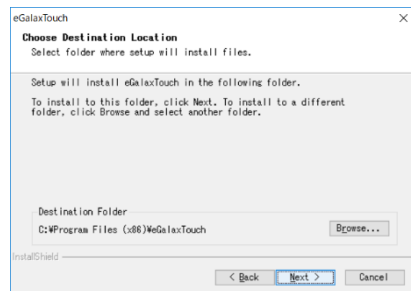 eGalaxTouch
Choose Destination Location
Select folder where setup will install files.
Setup will install eGalaxTouch in the following folder.
To install to this folder, click Next. To install to a different
folder, click Browse and select another folder.
Destination Folder
C:¥Program Files (x86)¥eGalaxTouch
Browse...
InstallShield
< Back
Next >
Cancel